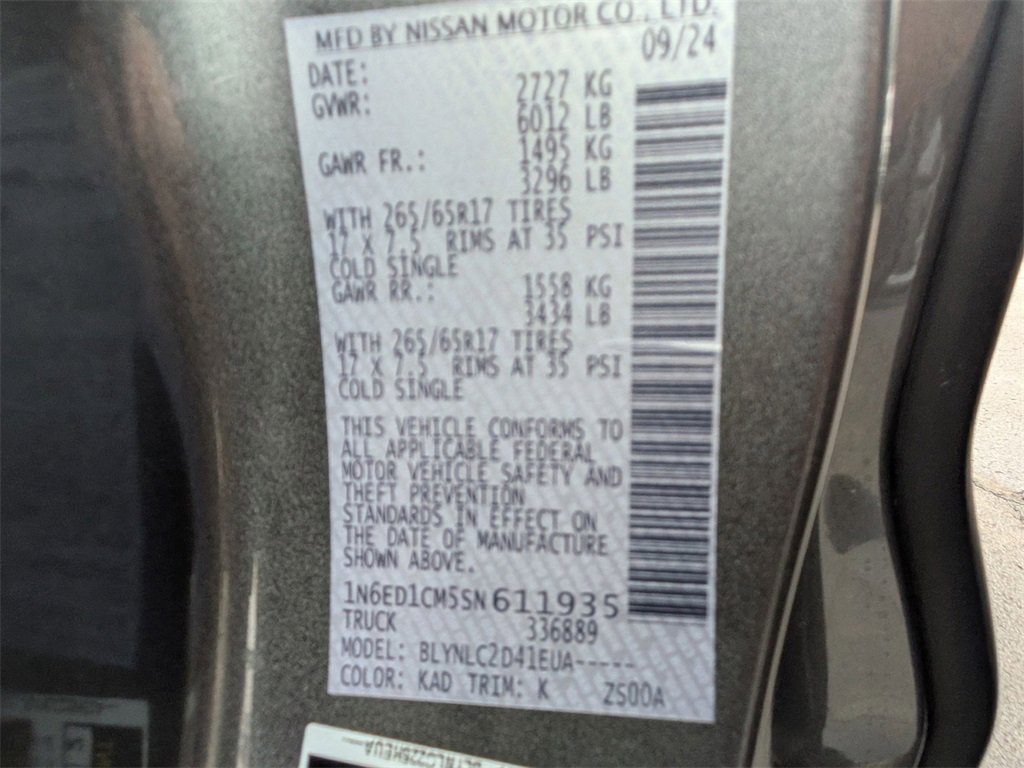 MFD BY NISSAN MOTOR CO., LTD.
DATE: 09/24
GVWR: 2727 KG
6012 LB
GAWR FR.: 1495 KG
3296 LB
WITH 265/65R17 TIRES
17 X 7.5 RIMS AT 35 PSI
COLD SINGLE
GAWR RR.: 1558 KG
3434 LB
WITH 265/65R17 TIRES
17 X 7.5 RIMS AT 35 PSI
COLD SINGLE
THIS VEHICLE CONFORMS TO
ALL APPLICABLE FEDERAL
MOTOR VEHICLE SAFETY AND
THEFT PREVENTION
STANDARDS IN EFFECT ON
THE DATE OF MANUFACTURE
SHOWN ABOVE.
1N6ED1CM5SN611935
TRUCK 336889
MODEL: BLYNLC2D41EUA-----
COLOR: KAD TRIM: K ZS00A